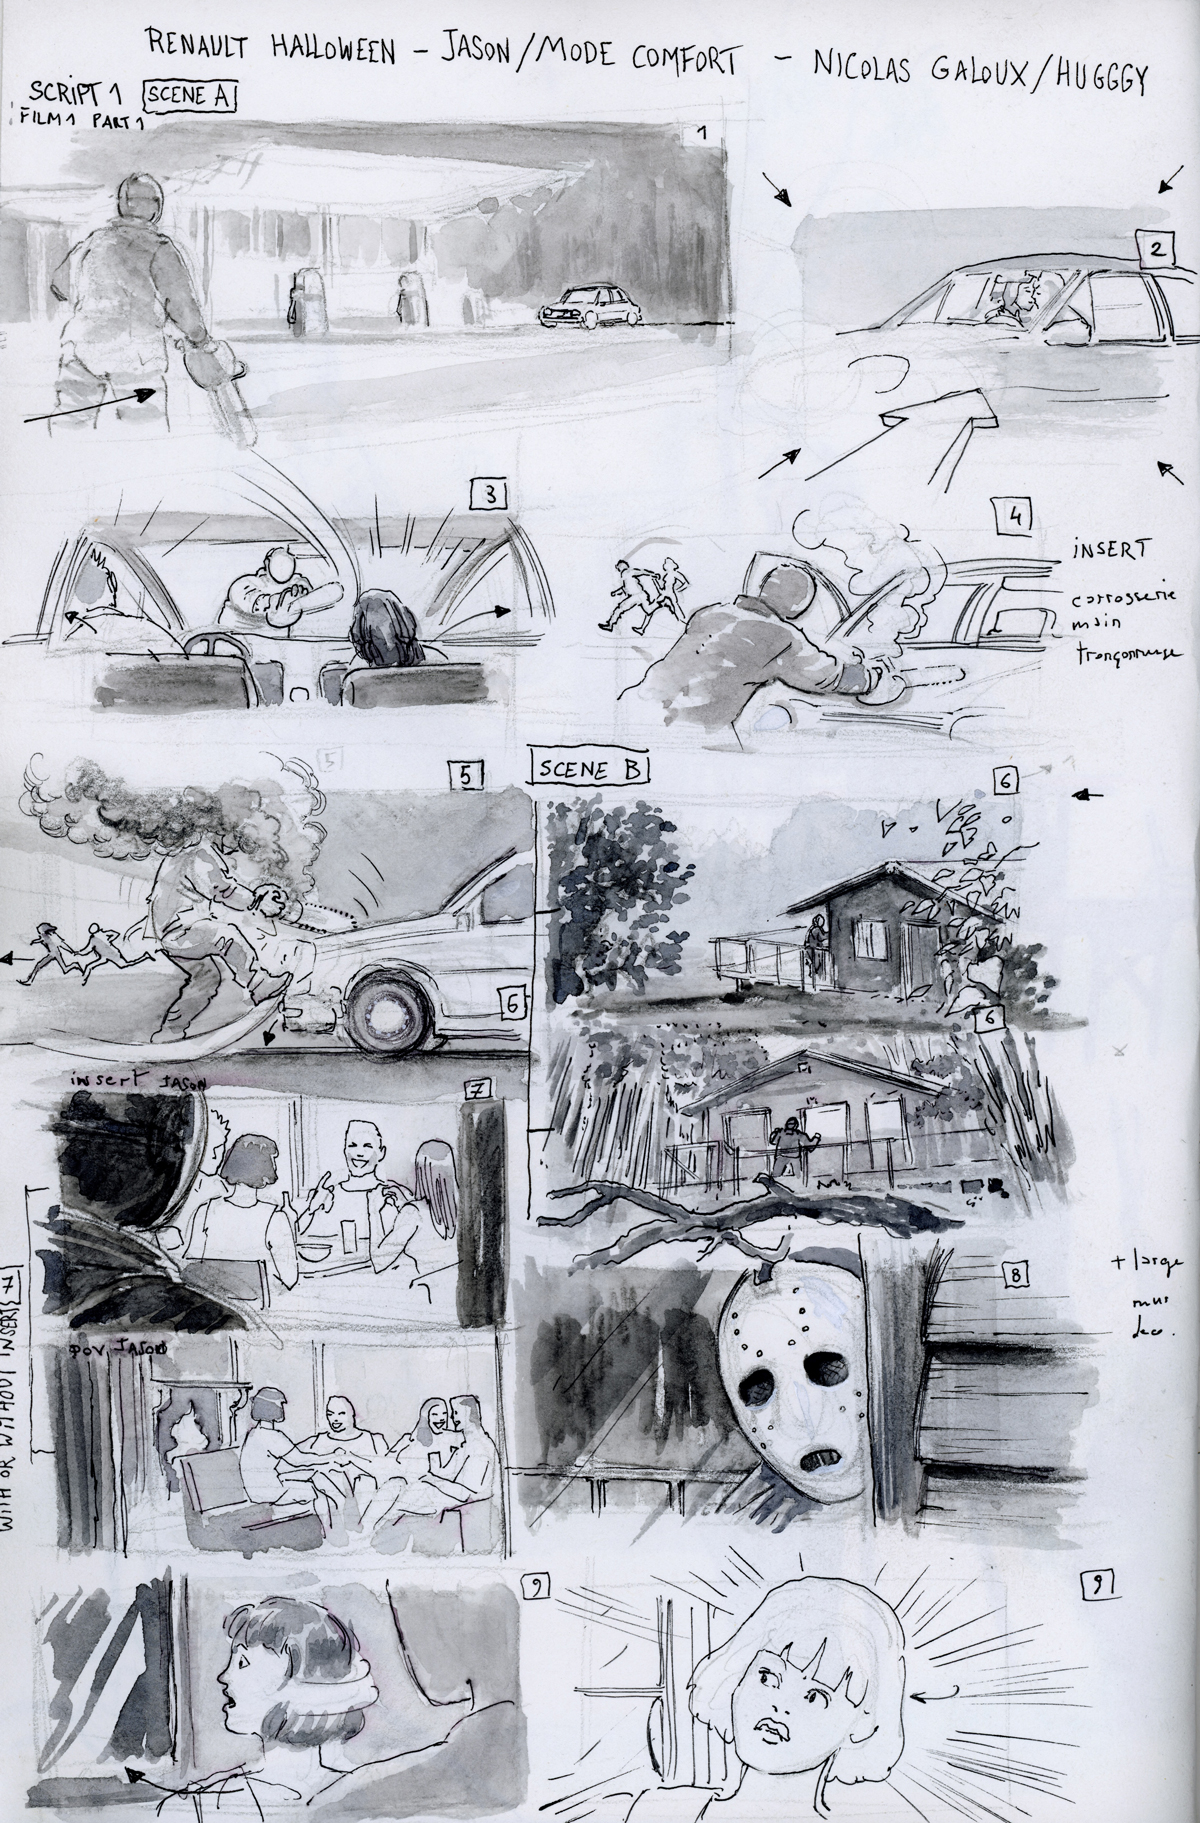 RENAULT HALLOWEEN – JASON/MODE COMFORT – NICOLAS GALOUX/HUGGGY
SCRIPT 1 SCENE A
FILM 1 PART 1
1
2
3
4
INSERT
carrosserie
main
tronçonneuse
5
5
SCENE B
6
6
6
insert JASON
7
WITH OR WITHOUT INSERTS 7
POV JASON
8
+ large
mur
deco.
9
9